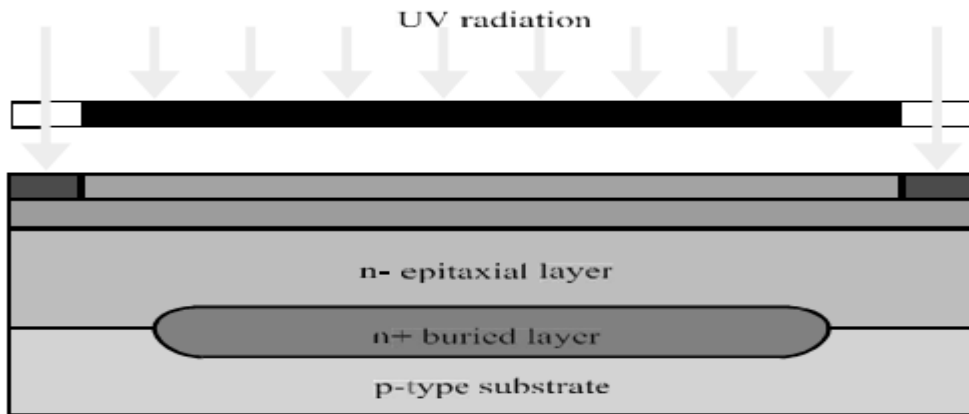 UV radiation
n- epitaxial layer
n+ buried layer
p-type substrate